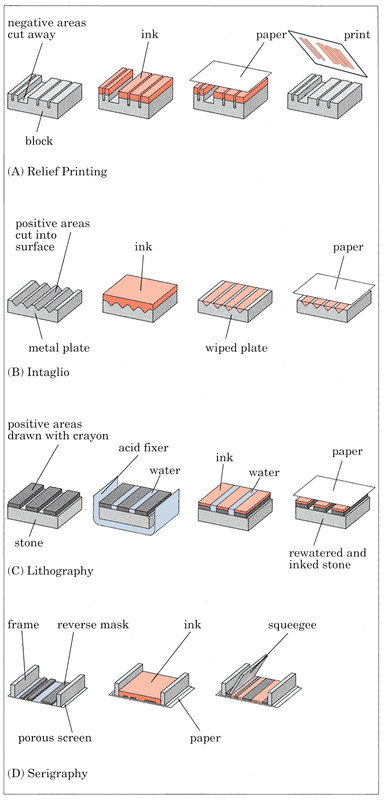 negative areas
cut away
ink
paper
print
block
(A) Relief Printing
positive areas
cut into
surface
ink
paper
metal plate
wiped plate
(B) Intaglio
positive areas
drawn with crayon
acid fixer
water
ink
water
paper
stone
rewatered and
inked stone
(C) Lithography
frame
reverse mask
ink
squeegee
porous screen
paper
(D) Serigraphy